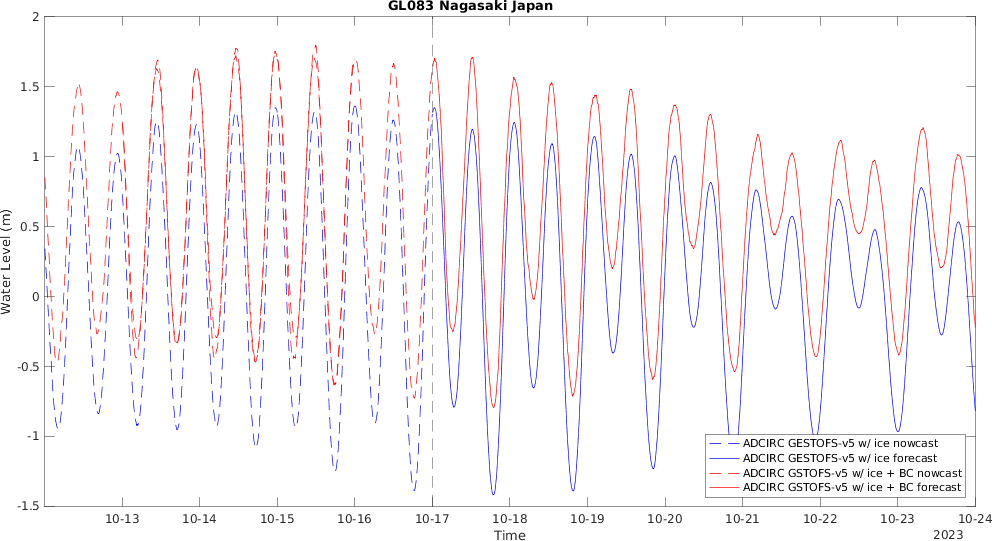 GL083 Nagasaki Japan
2
1.5
1
0.5
0
-0.5
-1
-1.5
Water Level (m)
ADCIRC GESTOFS-v5 w/ ice nowcast
ADCIRC GESTOFS-v5 w/ ice forecast
ADCIRC GSTOFS-v5 w/ ice + BC nowcast
ADCIRC GSTOFS-v5 w/ ice + BC forecast
10-13 10-14 10-15 10-16 10-17 10-18 10-19 10-20 10-21 10-22 10-23 10-24
Time
2023